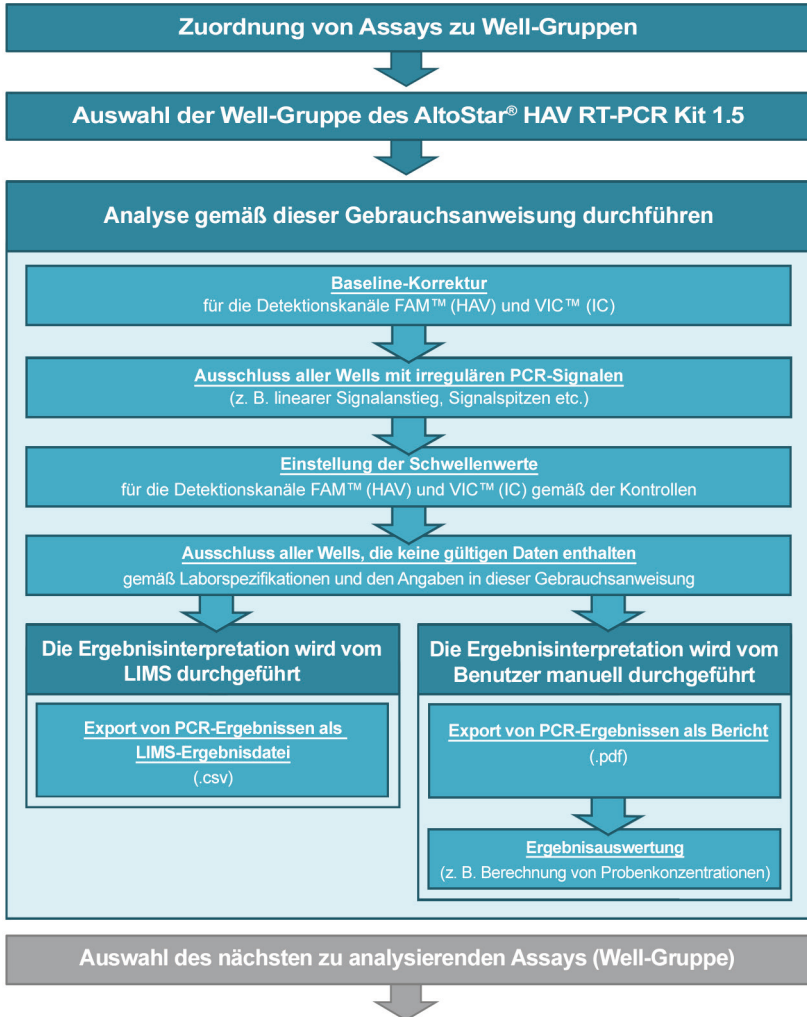 Zuordnung von Assays zu Well-Gruppen
Auswahl der Well-Gruppe des AltoStar® HAV RT-PCR Kit 1.5
Analyse gemäß dieser Gebrauchsanweisung durchführen
Baseline-Korrektur
für die Detektionskanäle FAM™ (HAV) und VIC™ (IC)
Ausschluss aller Wells mit irregulären PCR-Signalen
(z. B. linearer Signalanstieg, Signalspitzen etc.)
Einstellung der Schwellenwerte
für die Detektionskanäle FAM™ (HAV) und VIC™ (IC) gemäß der Kontrollen
Ausschluss aller Wells, die keine gültigen Daten enthalten
gemäß Laborspezifikationen und den Angaben in dieser Gebrauchsanweisung
Die Ergebnisinterpretation wird vom
LIMS durchgeführt
Export von PCR-Ergebnissen als
LIMS-Ergebnisdatei
(.csv)
Die Ergebnisinterpretation wird vom
Benutzer manuell durchgeführt
Export von PCR-Ergebnissen als Bericht
(.pdf)
Ergebnisauswertung
(z. B. Berechnung von Probenkonzentrationen)
Auswahl des nächsten zu analysierenden Assays (Well-Gruppe)